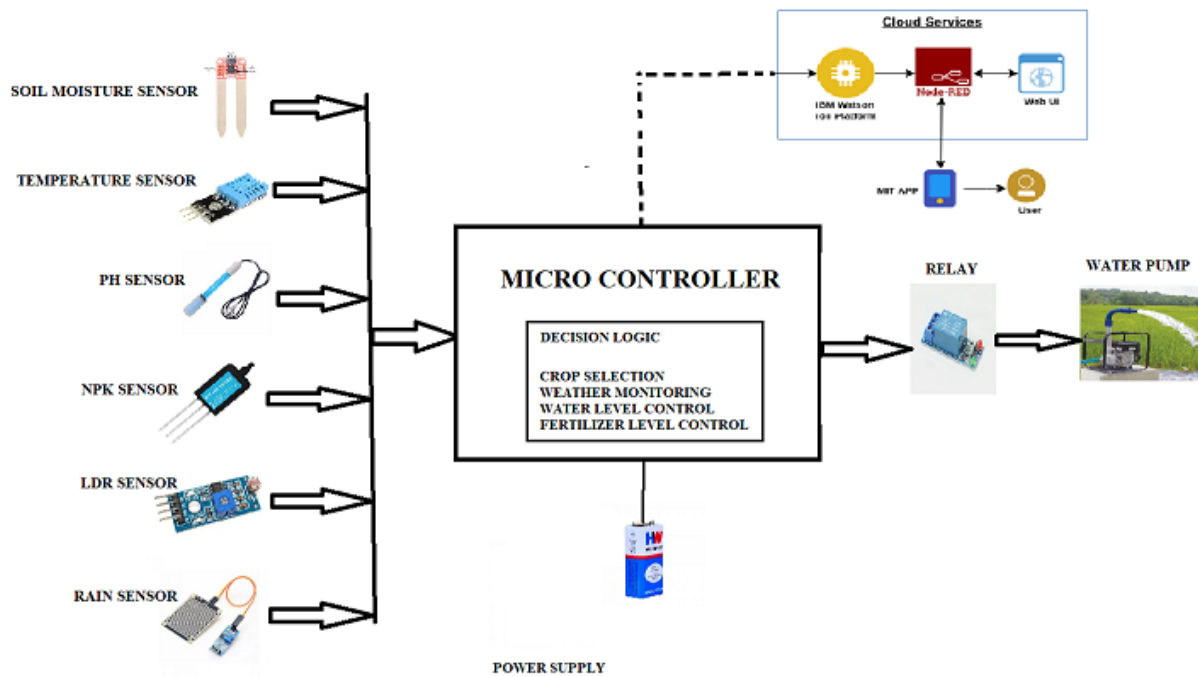 Cloud Services
IBM Watson
IoT Platform
Node-RED
Web UI
MIT APP
User
SOIL MOISTURE SENSOR
TEMPERATURE SENSOR
PH SENSOR
NPK SENSOR
LDR SENSOR
RAIN SENSOR
MICRO CONTROLLER
DECISION LOGIC
CROP SELECTION
WEATHER MONITORING
WATER LEVEL CONTROL
FERTILIZER LEVEL CONTROL
RELAY
WATER PUMP
HW
POWER SUPPLY